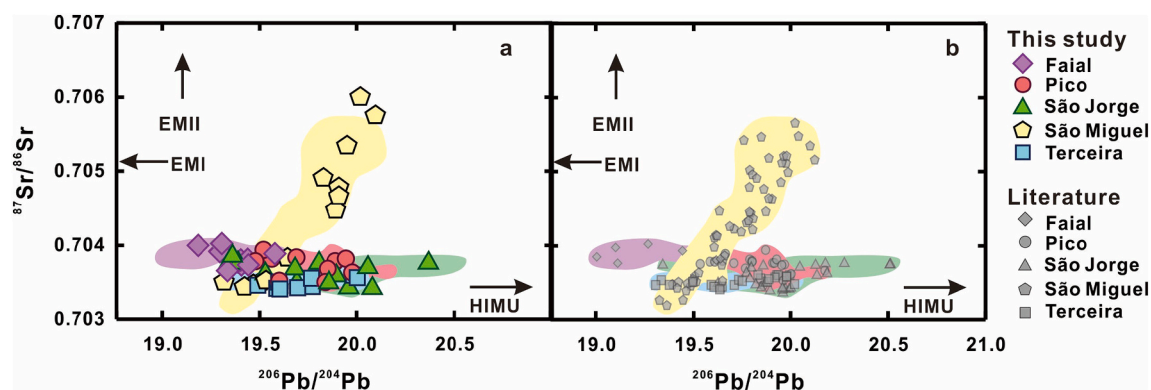 0.707
0.706
0.705
0.704
0.703
87Sr/86Sr
a
EMII
EMI
HIMU
19.0
19.5
20.0
20.5
206Pb/204Pb
b
EMII
EMI
HIMU
19.0
19.5
20.0
20.5
21.0
206Pb/204Pb
This study
Faial
Pico
São Jorge
São Miguel
Terceira
Literature
Faial
Pico
São Jorge
São Miguel
Terceira